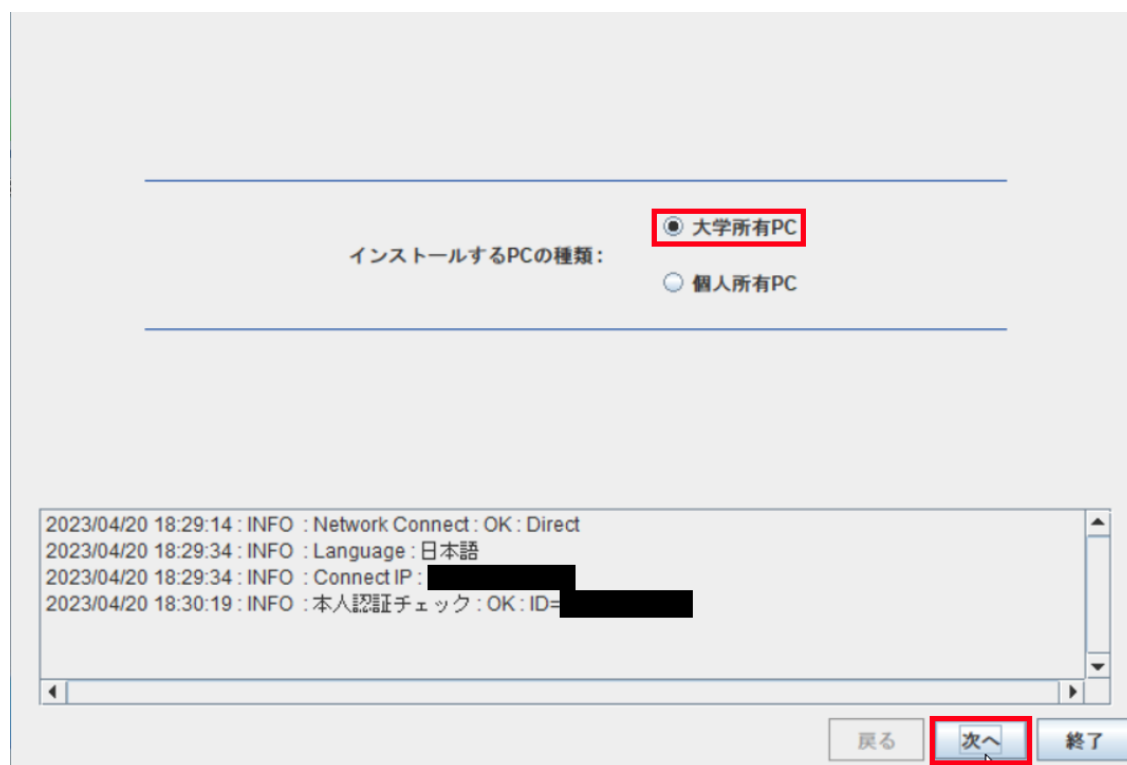 大学所有PC
インストールするPCの種類:
個人所有PC
2023/04/20 18:29:14 : INFO : Network Connect : OK : Direct
2023/04/20 18:29:34 : INFO : Language : 日本語
2023/04/20 18:29:34 : INFO : Connect IP :
2023/04/20 18:30:19 : INFO : 本人認証チェック : OK : ID=
戻る 次へ 終了